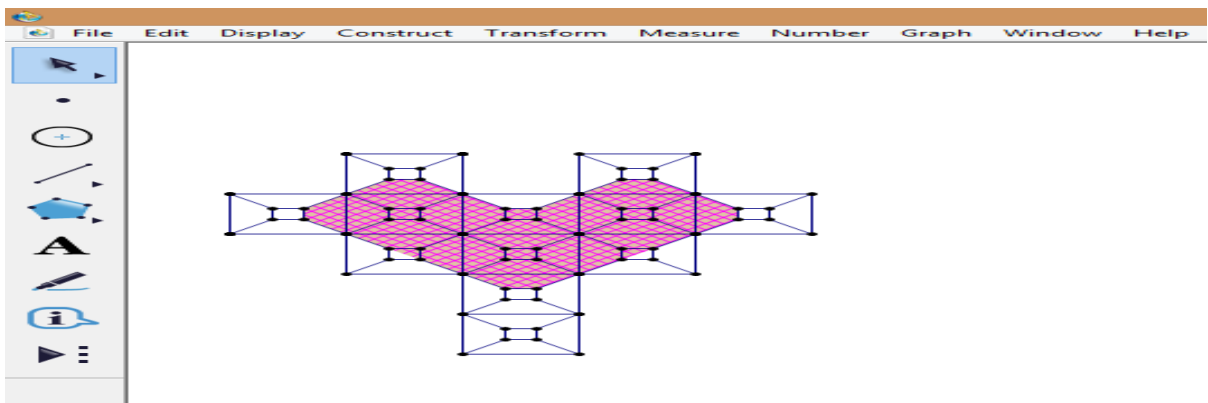 File Edit Display Construct Transform Measure Number Graph Window Help
A
i